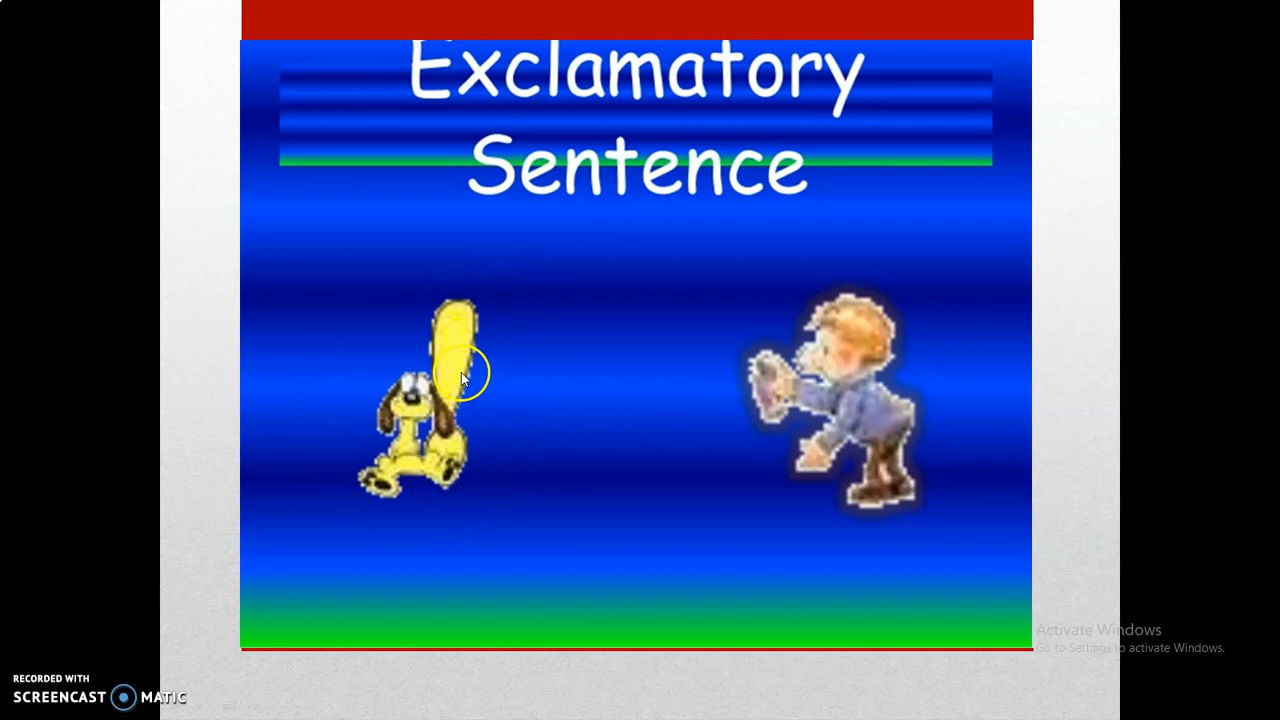 Exclamatory
Sentence
Activate Windows
Go to Settings to activate Windows.
RECORDED WITH
SCREENCAST MATIC